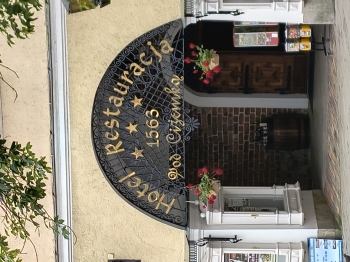 Hotel Restauracja
1563
Pod Ciżemką